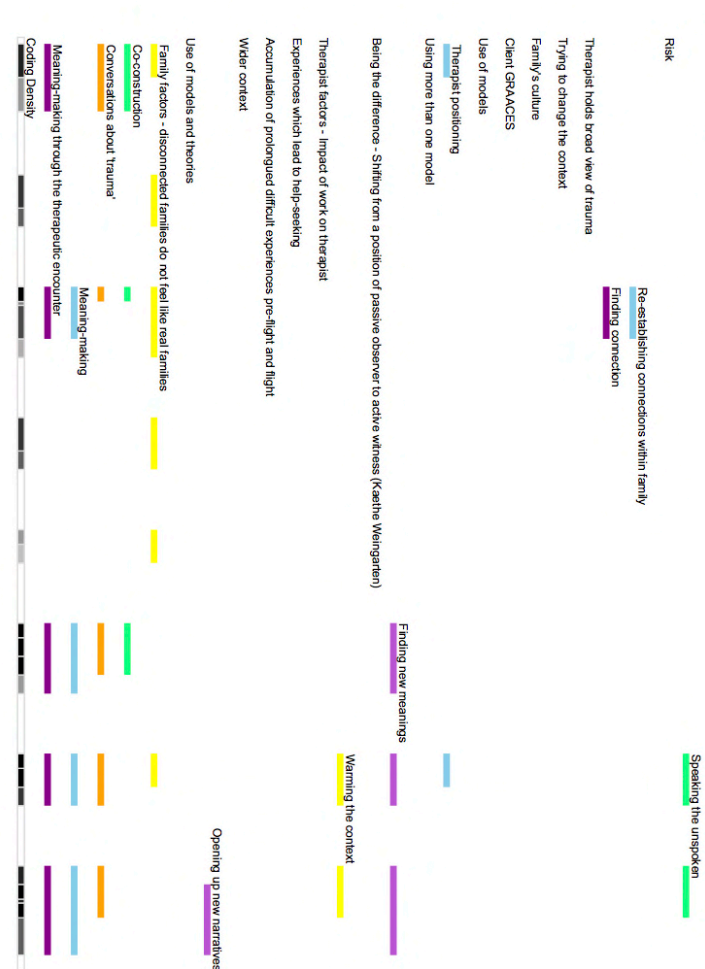 Coding Density
Meaning-making through the therapeutic encounter
Meaning-making
Conversations about 'trauma'
Co-construction
Family factors - disconnected families do not feel like real families
Use of models and theories
Opening up new narratives
Wider context
Accumulation of prolongued difficult experiences pre-flight and flight
Experiences which lead to help-seeking
Therapist factors - Impact of work on therapist
Warming the context
Being the difference - Shifting from a position of passive observer to active witness (Kaethe Weingarten)
Finding new meanings
Using more than one model
Therapist positioning
Use of models
Client GRAACES
Family's culture
Trying to change the context
Therapist holds broad view of trauma
Finding connection
Re-establishing connections within family
Risk
Speaking the unspoken